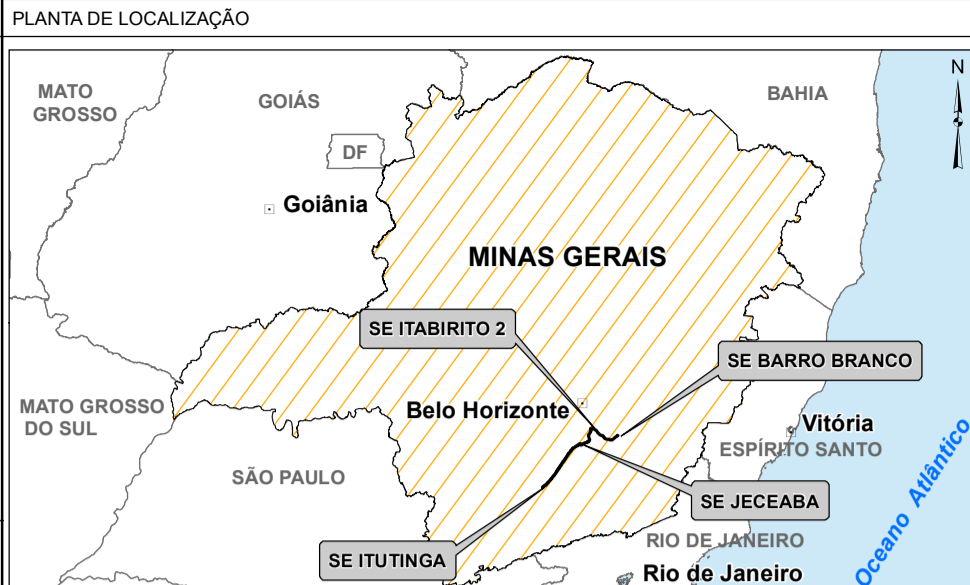 PLANTA DE LOCALIZAÇÃO
N
MATO
GROSSO
GOIÁS
BAHIA
DF
Goiânia
MINAS GERAIS
SE ITABIRITO 2
SE BARRO BRANCO
MATO GROSSO
DO SUL
Belo Horizonte
Vitória
ESPÍRITO SANTO
SÃO PAULO
SE JECEABA
Oceano Atlântico
RIO DE JANEIRO
SE ITUTINGA
Rio de Janeiro